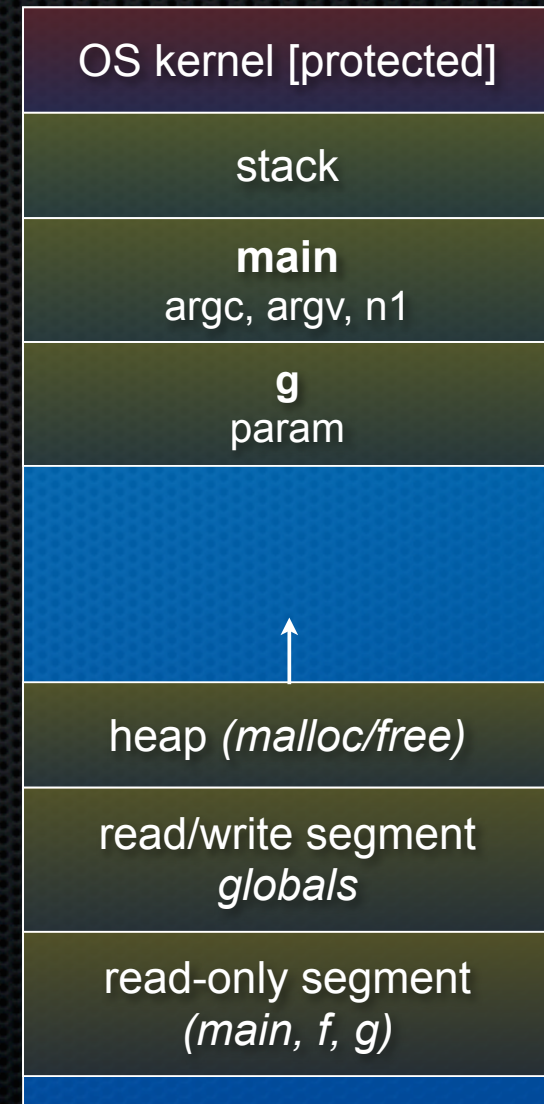 OS kernel [protected]
stack
main
argc, argv, n1
g
param
heap (malloc/free)
read/write segment
globals
read-only segment
(main, f, g)